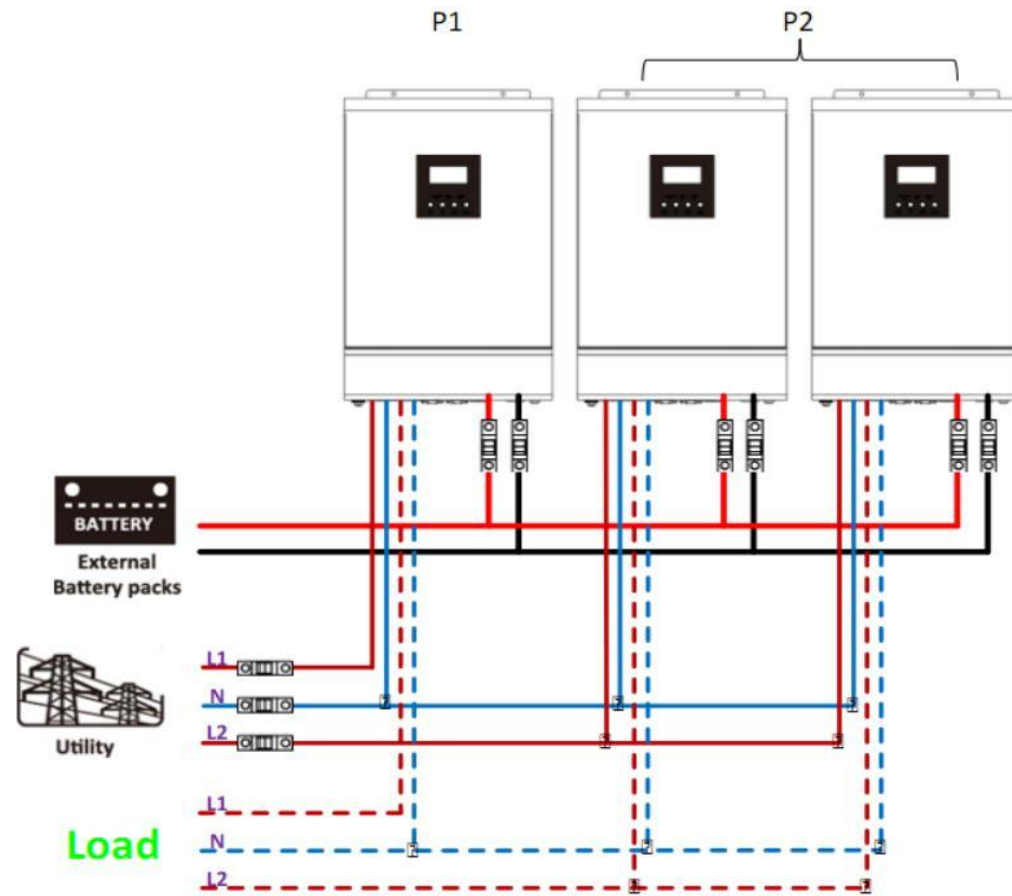 P1
P2
BATTERY
External
Battery packs
L1
N
L2
Utility
L1
Load
N
L2